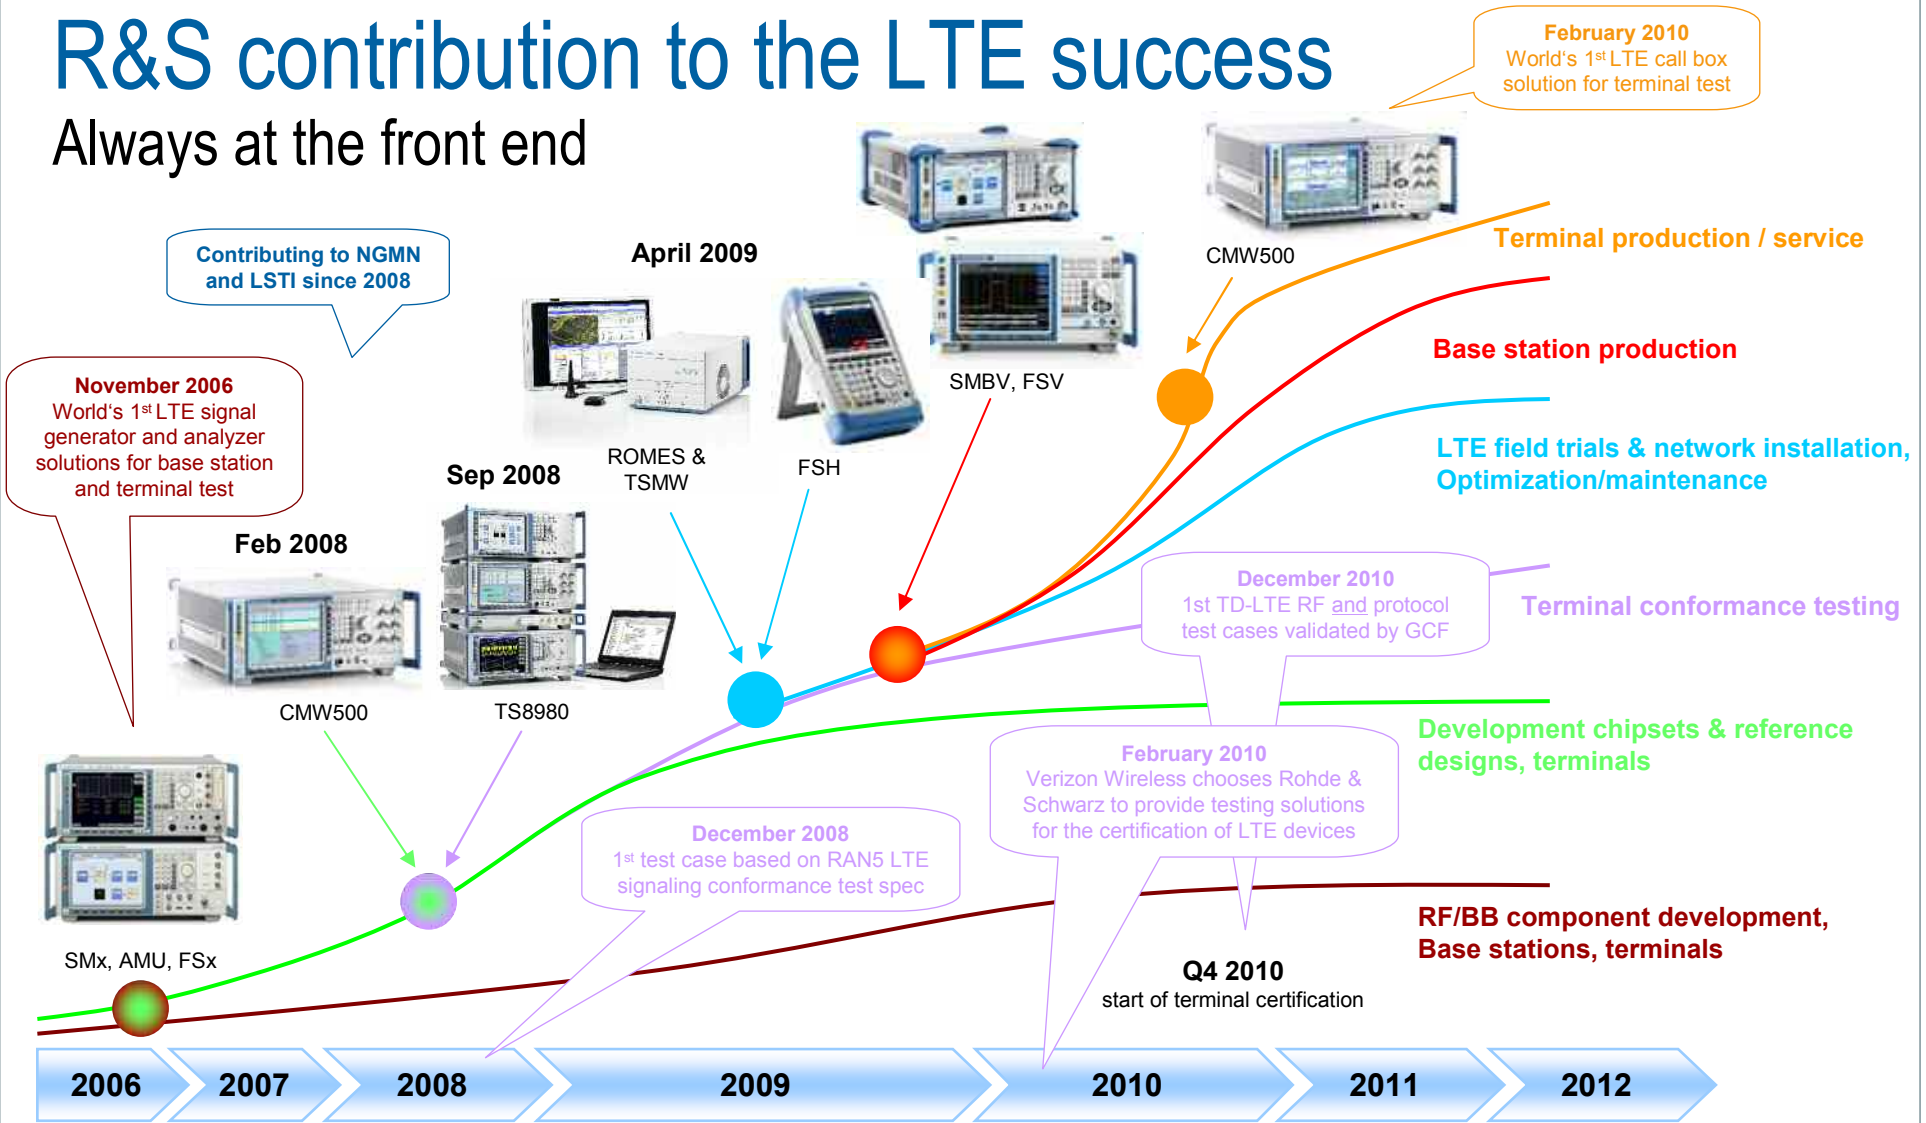 R&S contribution to the LTE success
Always at the front end
February 2010
World‘s 1st LTE call box
solution for terminal test
Contributing to NGMN
and LSTI since 2008
April 2009
CMW500
Terminal production / service
November 2006
World‘s 1st LTE signal
generator and analyzer
solutions for base station
and terminal test
SMBV, FSV
Base station production
ROMES &
TSMW
FSH
LTE field trials & network installation,
Optimization/maintenance
Sep 2008
Feb 2008
December 2010
1st TD-LTE RF and protocol
test cases validated by GCF
Terminal conformance testing
CMW500
TS8980
Development chipsets & reference
designs, terminals
February 2010
Verizon Wireless chooses Rohde &
Schwarz to provide testing solutions
for the certification of LTE devices
December 2008
1st test case based on RAN5 LTE
signaling conformance test spec
RF/BB component development,
Base stations, terminals
SMx, AMU, FSx
Q4 2010
start of terminal certification
2006
2007
2008
2009
2010
2011
2012